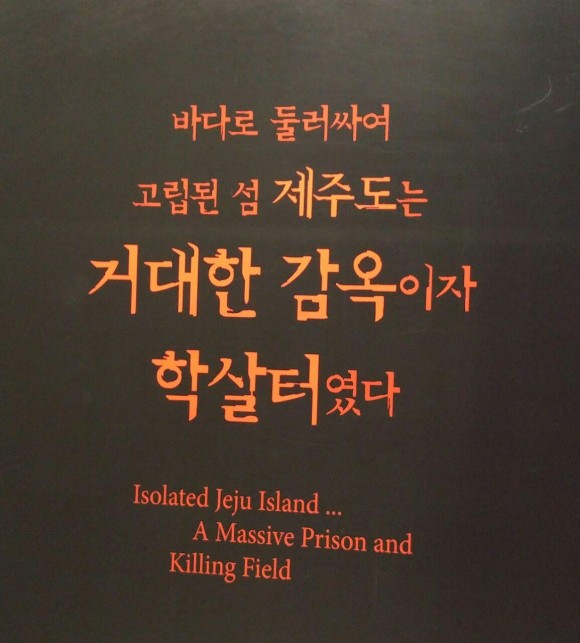 바다로 둘러싸여
고립된 섬 제주도는
거대한 감옥이자
학살터였다
Isolated Jeju Island ...
A Massive Prison and
Killing Field